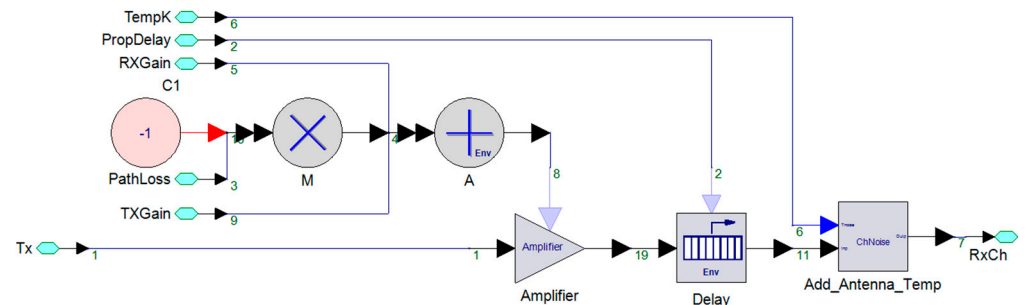 TempK
6
PropDelay
2
RXGain
5
C1
-1
M
4
Env
A
PathLoss
3
8
2
TXGain
9
Tx
1
1
Amplifier
Amplifier
19
Env
Delay
11
6
ChNoise
Add_Antenna_Temp
7
RxCh